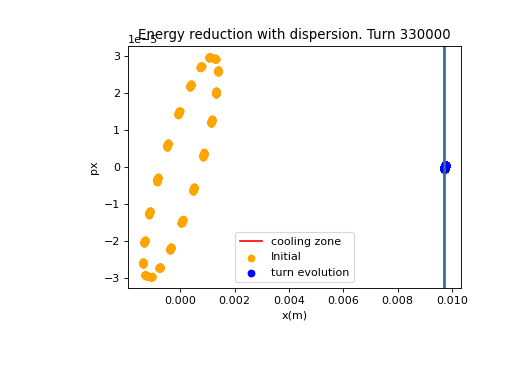 Energy reduction with dispersion. Turn 330000
1e−5
3
2
1
0
−1
−2
−3
px
cooling zone
Initial
turn evolution
0.000 0.002 0.004 0.006 0.008 0.010
x(m)